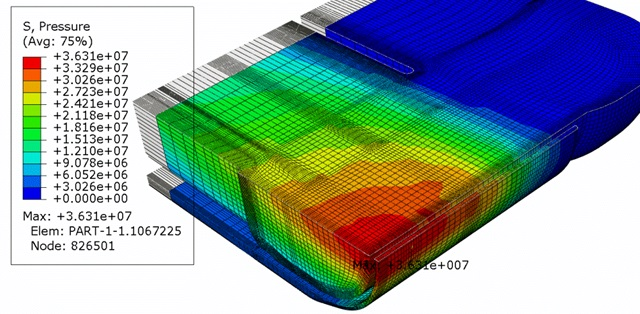 S, Pressure
(Avg: 75%)
+3.631e+07
+3.329e+07
+3.026e+07
+2.723e+07
+2.421e+07
+2.118e+07
+1.816e+07
+1.513e+07
+1.210e+07
+9.078e+06
+6.052e+06
+3.026e+06
+0.000e+00
Max: +3.631e+07
Elem: PART-1-1.1067225
Node: 826501
Max: +3.631e+007